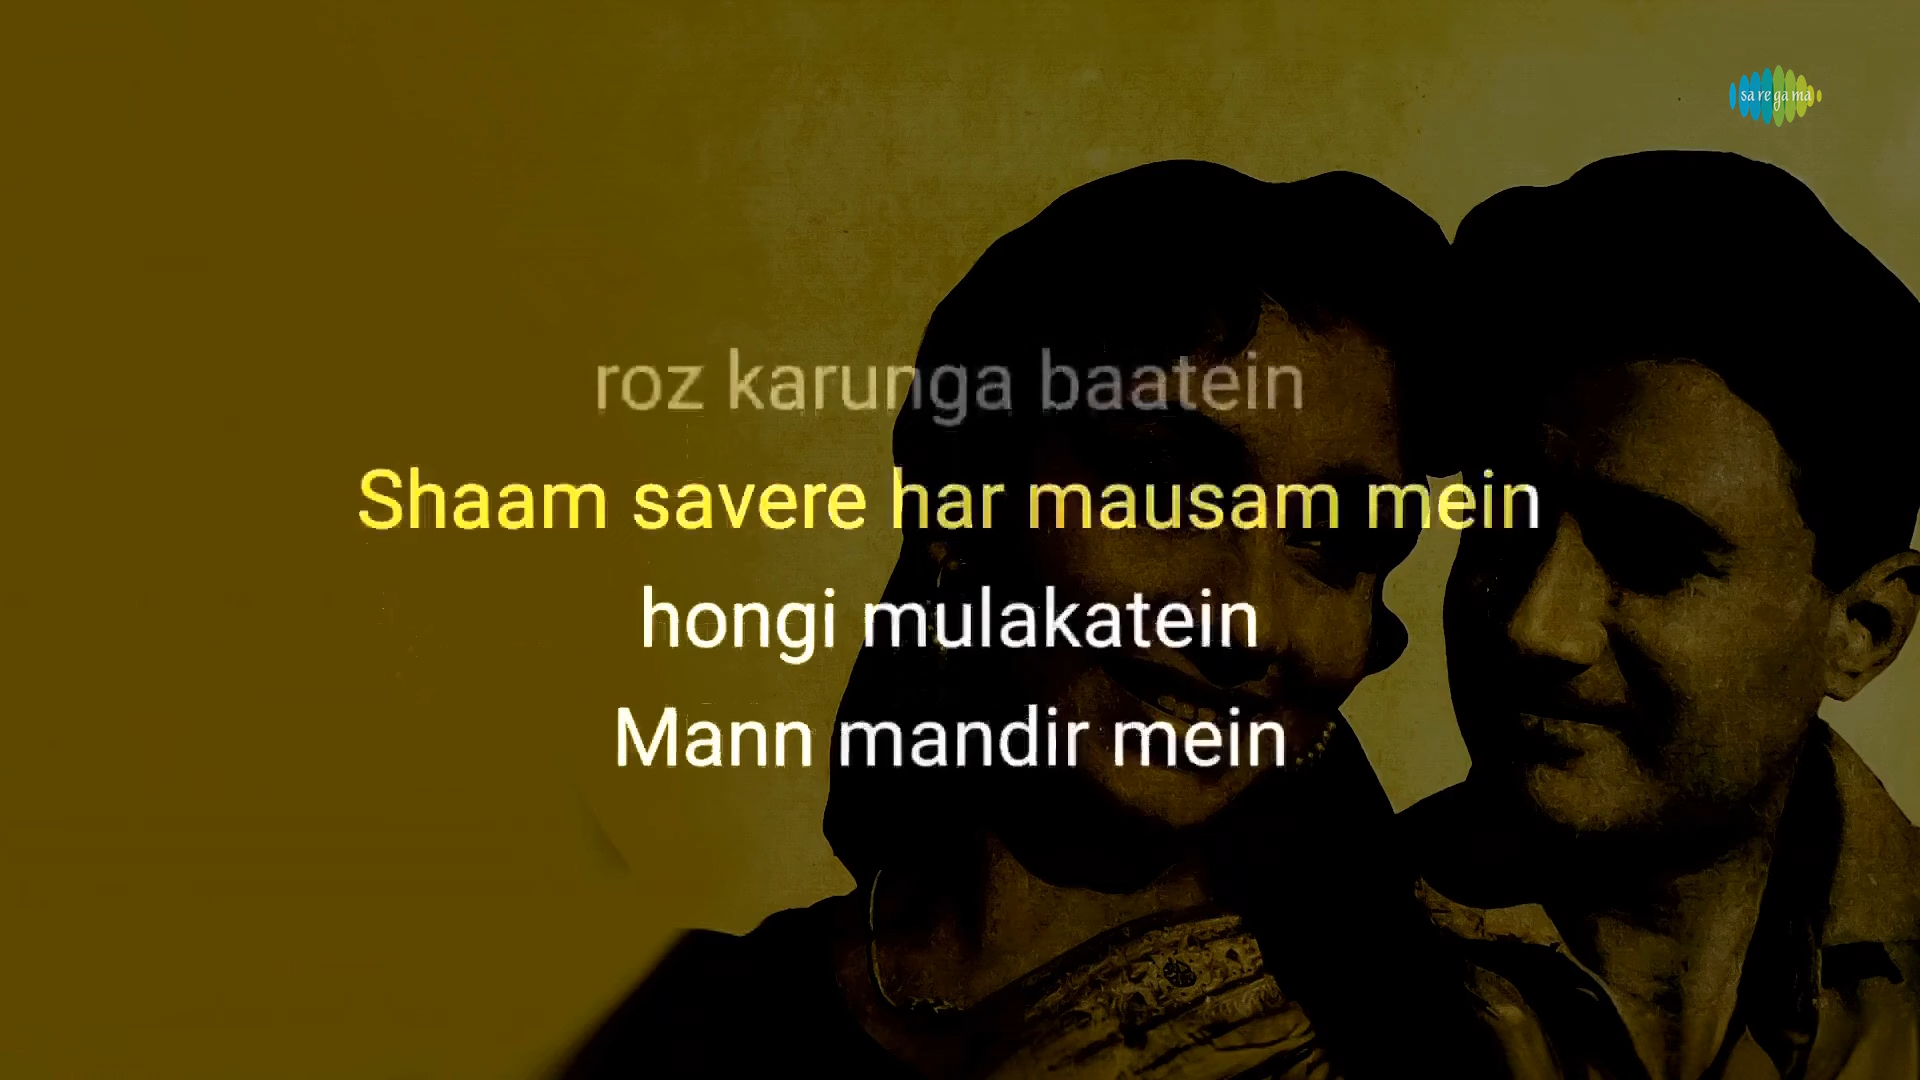 sa re ga ma
roz karunga baatein
Shaam savere har mausam mein
hongi mulakatein
Mann mandir mein